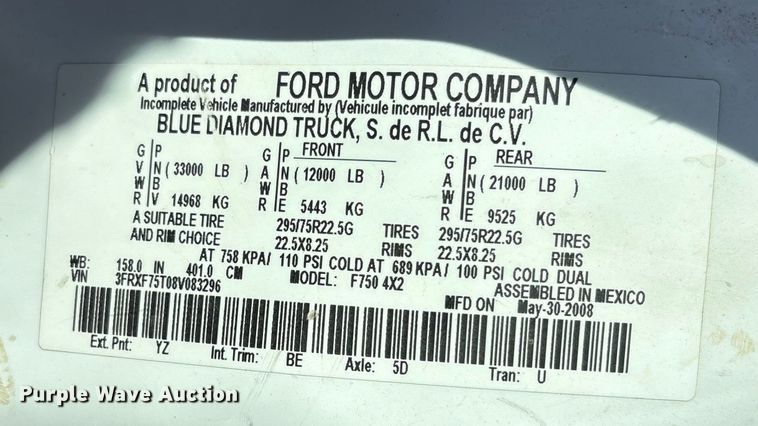 A product of FORD MOTOR COMPANY
Incomplete Vehicle Manufactured by (Vehicule incomplet fabrique par)
BLUE DIAMOND TRUCK, S. de R.L. de C.V.
G P G P FRONT G P REAR
V N ( 33000 LB ) A N ( 12000 LB ) A N ( 21000 LB )
W B W B W B
R V 14968 KG R E 5443 KG R E 9525 KG
A SUITABLE TIRE 295/75R22.5G TIRES 295/75R22.5G TIRES
AND RIM CHOICE 22.5X8.25 RIMS 22.5X8.25 RIMS
AT 758 KPA/ 110 PSI COLD AT 689 KPA/ 100 PSI COLD DUAL
WB: 158.0 IN 401.0 CM MODEL: F750 4X2 ASSEMBLED IN MEXICO
VIN 3FRXF75T08V083296 MFD ON May-30-2008
Ext. Pnt: YZ Int. Trim: BE Axle: 5D Tran: U
Purple Wave Auction